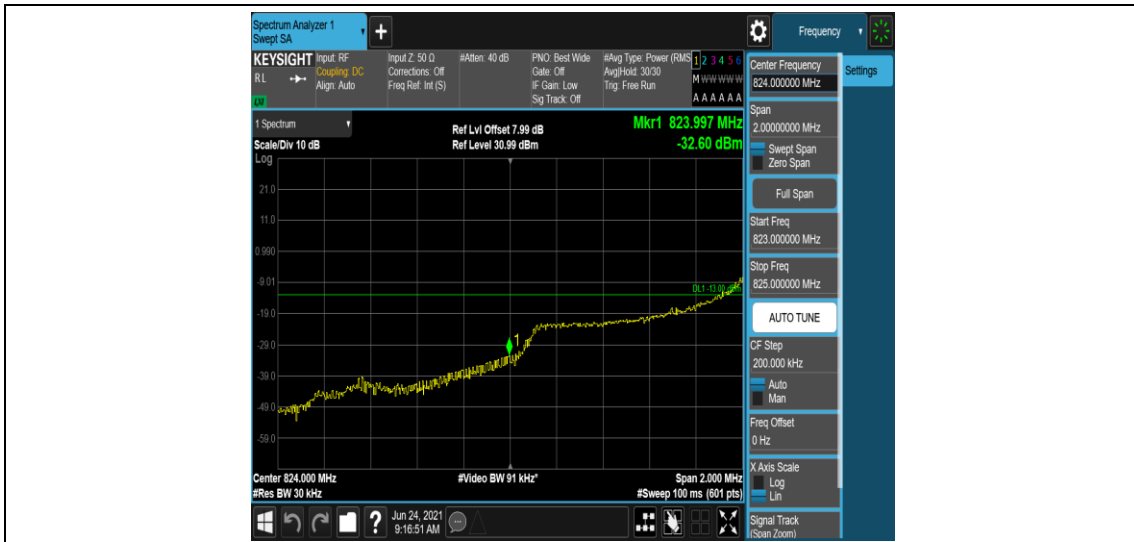 Spectrum Analyzer 1
Swept SA
+
Frequency
KEYSIGHT
RL
LXI
Input: RF
Coupling: DC
Align: Auto
Input Z: 50 Ω
Corrections: Off
Freq Ref: Int (S)
#Atten: 40 dB
PNO: Best Wide
Gate: Off
IF Gain: Low
Sig Track: Off
#Avg Type: Power (RMS
Avg|Hold: 30/30
Trig: Free Run
1 2 3 4 5 6
M W W W W W
A A A A A A
1 Spectrum
Scale/Div 10 dB
Log
Ref Lvl Offset 7.99 dB
Ref Level 30.99 dBm
Mkr1 823.997 MHz
-32.60 dBm
21.0
11.0
0.990
-9.01
-19.0
-29.0
-39.0
-49.0
-59.0
DL1 -13.00 dBm
1
Center 824.000 MHz
#Res BW 30 kHz
#Video BW 91 kHz*
Span 2.000 MHz
#Sweep 100 ms (601 pts)
?
Jun 24, 2021
9:16:51 AM
Center Frequency
824.000000 MHz
Settings
Span
2.00000000 MHz
Swept Span
Zero Span
Full Span
Start Freq
823.000000 MHz
Stop Freq
825.000000 MHz
AUTO TUNE
CF Step
200.000 kHz
Auto
Man
Freq Offset
0 Hz
X Axis Scale
Log
Lin
Signal Track
(Span Zoom)